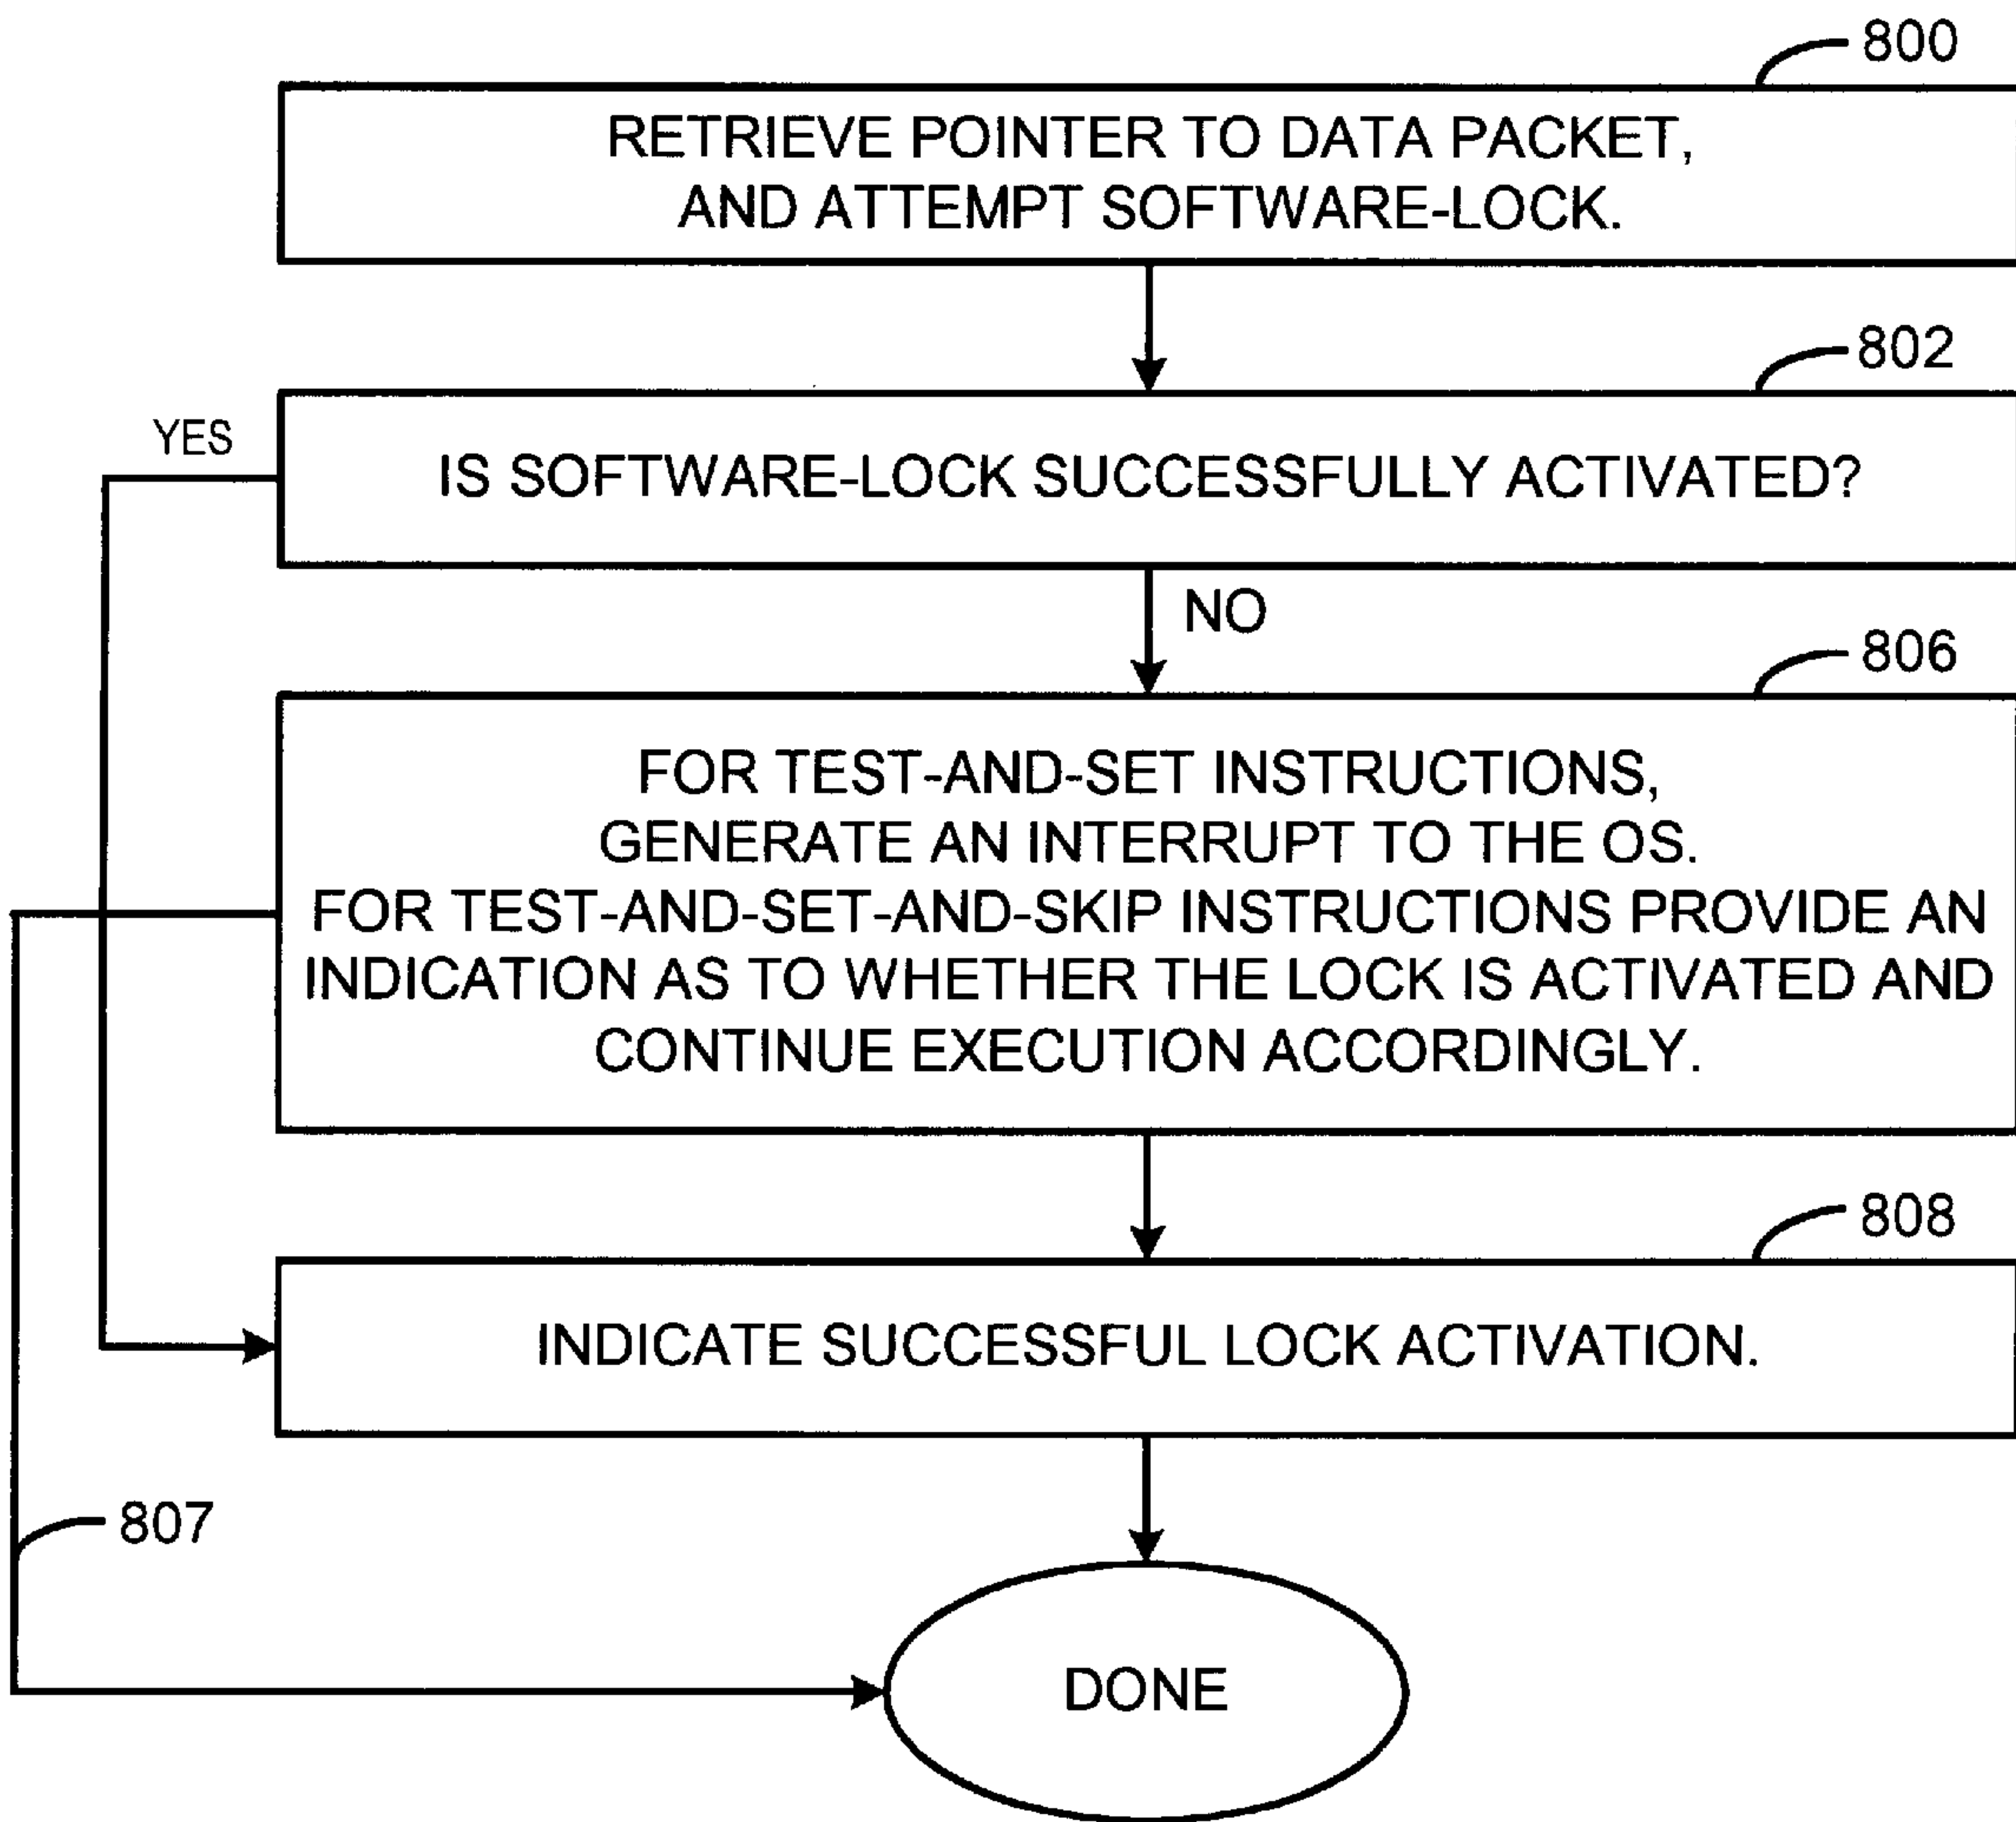 800
RETRIEVE POINTER TO DATA PACKET,
AND ATTEMPT SOFTWARE-LOCK.
802
YES
IS SOFTWARE-LOCK SUCCESSFULLY ACTIVATED?
NO
806
FOR TEST-AND-SET INSTRUCTIONS,
GENERATE AN INTERRUPT TO THE OS.
FOR TEST-AND-SET-AND-SKIP INSTRUCTIONS PROVIDE AN
INDICATION AS TO WHETHER THE LOCK IS ACTIVATED AND
CONTINUE EXECUTION ACCORDINGLY.
808
INDICATE SUCCESSFUL LOCK ACTIVATION.
807
DONE